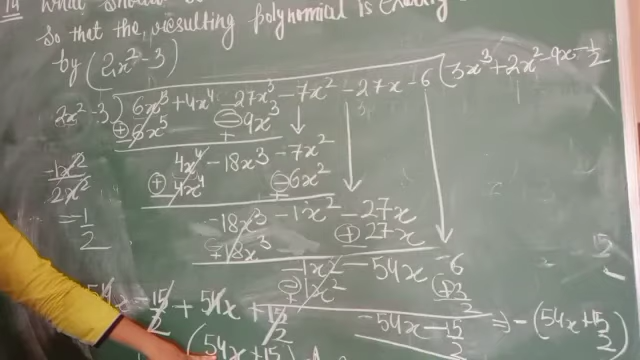 14 What should
so that the resulting polynomial is exactly
by (2x² - 3)
2x² - 3) 6x⁵ + 4x⁴ - 27x³ - 7x² - 27x - 6 (3x³ + 2x² - 9x - 1/2
6x⁵ 9x³
4x⁴ - 18x³ - 7x²
-1x²/2x² 4x⁴ 6x²
= -1/2 -18x³ - 1x² - 27x
18x³ 27x
-1x² - 54x - 6
1x²
-54x - 15/2 ⇒ -(54x + 15/2)
- 15/2 + 54x + 15/2
(54x + 15/2)
15